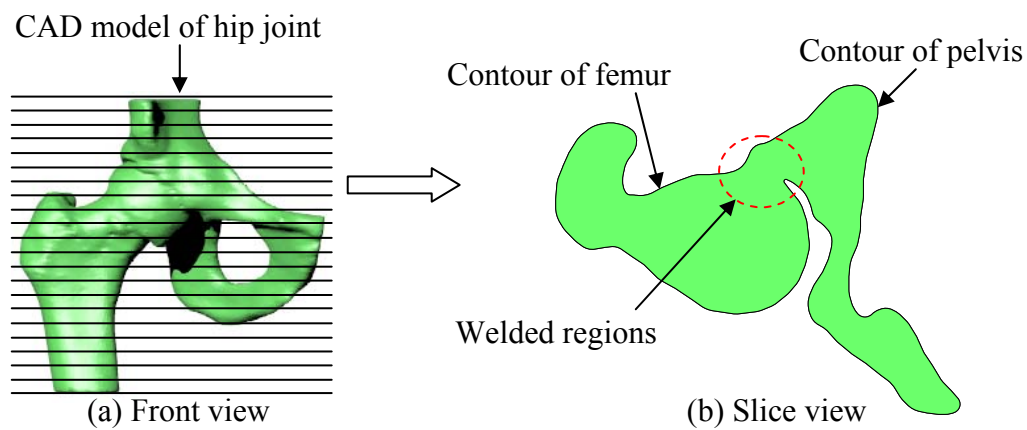 CAD model of hip joint
Contour of pelvis
Contour of femur
Welded regions
(a) Front view
(b) Slice view